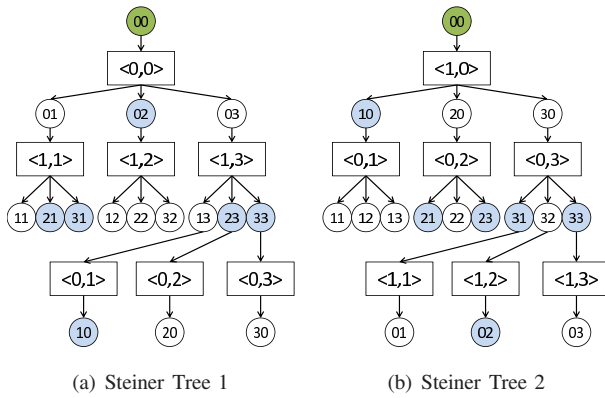 00 00
<0,0> <1,0>
01 02 03 10 20 30
<1,1> <1,2> <1,3> <0,1> <0,2> <0,3>
11 21 31 12 22 32 13 23 33 11 12 13 21 22 23 31 32 33
<0,1> <0,2> <0,3> <1,1> <1,2> <1,3>
10 20 30 01 02 03
(a) Steiner Tree 1 (b) Steiner Tree 2